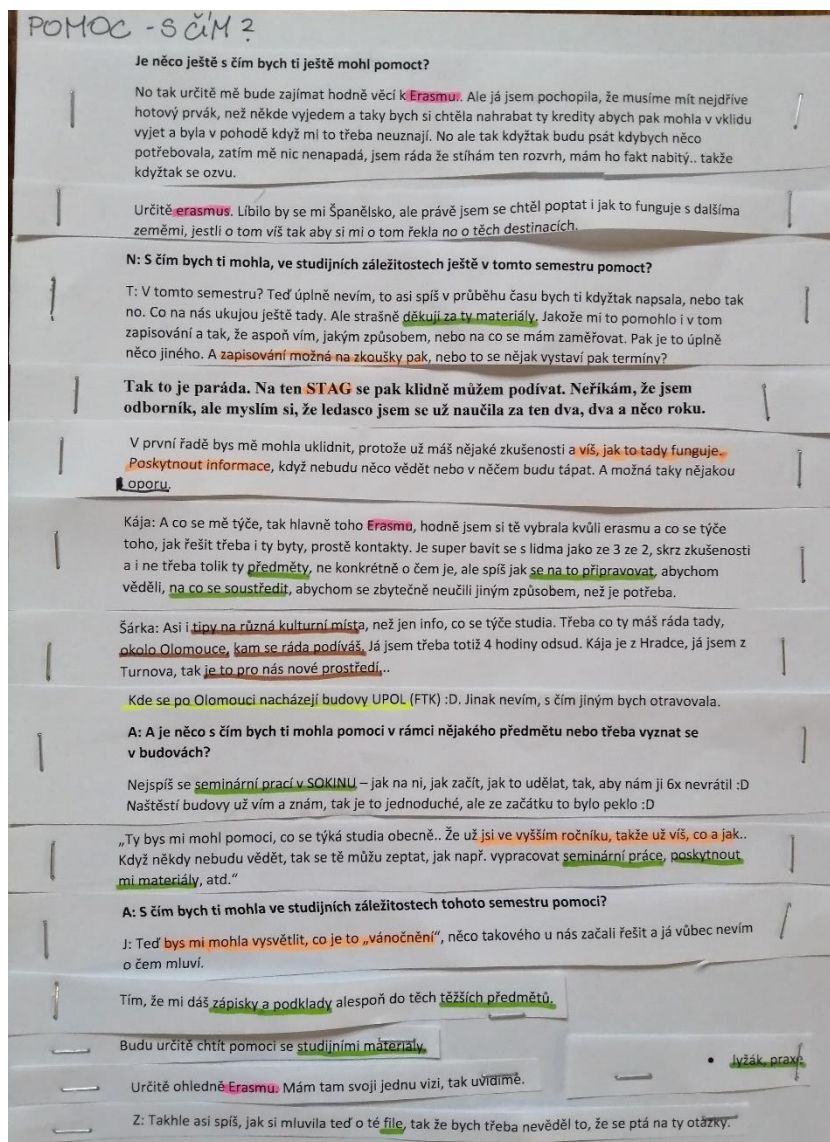 POMOC - S čÍM?
Je něco ještě s čím bych ti ještě mohl pomoct?
No tak určitě mě bude zajímat hodně věcí k Erasmu.. Ale já jsem pochopila, že musíme mít nejdříve
hotový prvák, než někde vyjedem a taky bych si chtěla nahrabat ty kredity abych pak mohla v vklidu
vyjet a byla v pohodě když mi to třeba neuznají. No ale tak kdyžtak budu psát kdybych něco
potřebovala, zatím mě nic nenapadá, jsem ráda že stíhám ten rozvrh, mám ho fakt nabitý.. takže
kdyžtak se ozvu.
Určitě erasmus. Líbilo by se mi Španělsko, ale právě jsem se chtěl poptat i jak to funguje s dalšíma
zeměmi, jestli o tom víš tak aby si mi o tom řekla no o těch destinacích.
N: S čím bych ti mohla, ve studijních záležitostech ještě v tomto semestru pomoct?
T: V tomto semestru? Teď úplně nevím, to asi spíš v průběhu času bych ti kdyžtak napsala, nebo tak
no. Co na nás ukujou ještě tady. Ale strašně děkuji za ty materiály. Jakože mi to pomohlo i v tom
zapisování a tak, že aspoň vím, jakým způsobem, nebo na co se mám zaměřovat. Pak je to úplně
něco jiného. A zapisování možná na zkoušky pak, nebo to se nějak vystaví pak termíny?
Tak to je paráda. Na ten STAG se pak klidně můžem podívat. Neříkám, že jsem
odborník, ale myslím si, že ledasco jsem se už naučila za ten dva, dva a něco roku.
V první řadě bys mě mohla uklidnit, protože už máš nějaké zkušenosti a víš, jak to tady funguje.
Poskytnout informace, když nebudu něco vědět nebo v něčem budu tápat. A možná taky nějakou
oporu.
Kája: A co se mě týče, tak hlavně toho Erasmu, hodně jsem si tě vybrala kvůli erasmu a co se týče
toho, jak řešit třeba i ty byty, prostě kontakty. Je super bavit se s lidma jako ze 3 ze 2, skrz zkušenosti
a i ne třeba tolik ty předměty, ne konkrétně o čem je, ale spíš jak se na to připravovat, abychom
věděli, na co se soustředit, abychom se zbytečně neučili jiným způsobem, než je potřeba.
Šárka: Asi i tipy na různá kulturní místa, než jen info, co se týče studia. Třeba co ty máš ráda tady,
okolo Olomouce, kam se ráda podíváš. Já jsem třeba totiž 4 hodiny odsud. Kája je z Hradce, já jsem z
Turnova, tak je to pro nás nové prostředí...
Kde se po Olomouci nacházejí budovy UPOL (FTK) :D. Jinak nevím, s čím jiným bych otravovala.
A: A je něco s čím bych ti mohla pomoci v rámci nějakého předmětu nebo třeba vyznat se
v budovách?
Nejspíš se seminární prací v SOKINU – jak na ni, jak začít, jak to udělat, tak, aby nám ji 6x nevrátil :D
Naštěstí budovy už vím a znám, tak je to jednoduché, ale ze začátku to bylo peklo :D
„Ty bys mi mohl pomoci, co se týká studia obecně.. Že už jsi ve vyšším ročníku, takže už víš, co a jak..
Když někdy nebudu vědět, tak se tě můžu zeptat, jak např. vypracovat seminární práce, poskytnout
mi materiály, atd.“
A: S čím bych ti mohla ve studijních záležitostech tohoto semestru pomoci?
J: Teď bys mi mohla vysvětlit, co je to „vánočnění“, něco takového u nás začali řešit a já vůbec nevím
o čem mluví.
Tím, že mi dáš zápisky a podklady alespoň do těch těžších předmětů.
Budu určitě chtít pomoci se studijními materiály.
• lyžák, praxe
Určitě ohledně Erasmu. Mám tam svoji jednu vizi, tak uvidíme.
Z: Takhle asi spíš, jak si mluvila teď o té file, tak že bych třeba nevěděl to, že se ptá na ty otázky.